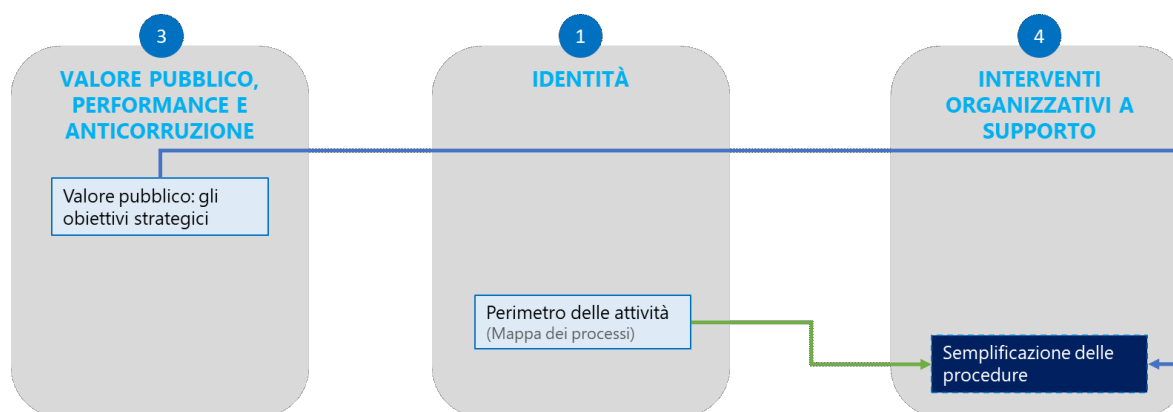 3
VALORE PUBBLICO,
PERFORMANCE E
ANTICORRUZIONE
Valore pubblico: gli
obiettivi strategici
1
IDENTITÀ
Perimetro delle attività
(Mappa dei processi)
4
INTERVENTI
ORGANIZZATIVI A
SUPPORTO
Semplificazione delle
procedure